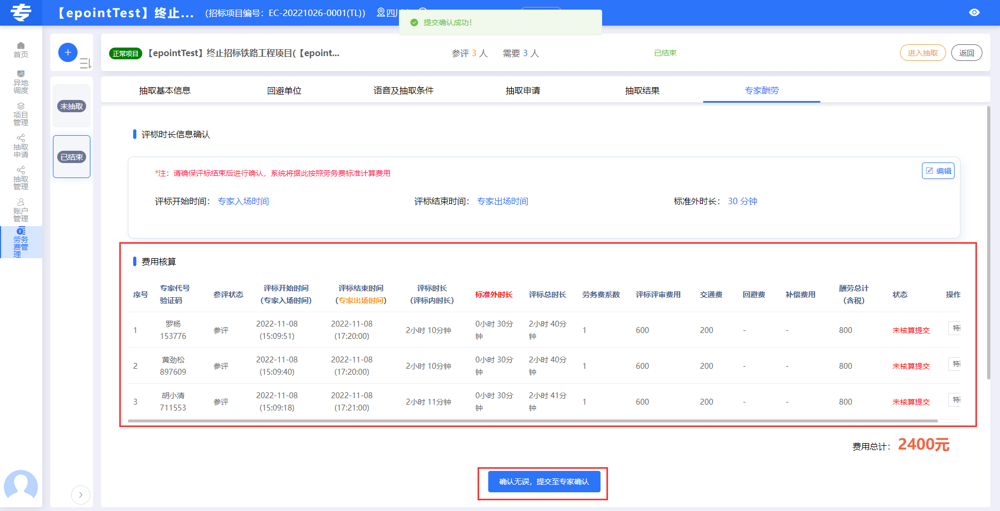 【epointTest】终止...
(招标项目编号：EC-20221026-0001(TL))
提交确认成功!
首页
异地
调度
项目
管理
抽取
申请
抽取
管理
账户
管理
劳务
费管
理
未抽取
已结束
正常项目
【epointTest】终止招标铁路工程项目(【epoint...
参评 3 人
需要 3 人
已结束
进入抽取
返回
抽取基本信息
回避单位
语音及抽取条件
抽取申请
抽取结果
专家酬劳
评标时长信息确认
*注：请确保评标结束后进行确认，系统将据此按照劳务费标准计算费用
编辑
评标开始时间： 专家入场时间
评标结束时间： 专家出场时间
标准外时长： 30 分钟
费用核算
序号
专家代号
验证码
参评状态
评标开始时间
(专家入场时间)
评标结束时间
(专家出场时间)
评标时长
(评标内时长)
标准外时长
评标总时长
劳务费系数
评标评审费用
交通费
回避费
补偿费用
酬劳总计
(含税)
状态
操作
1
罗杨
153776
参评
2022-11-08
(15:09:51)
2022-11-08
(17:20:00)
2小时 10分钟
0小时 30分
钟
2小时 40分
钟
1
600
200
-
-
800
未核算提交
2
黄劲松
897609
参评
2022-11-08
(15:09:40)
2022-11-08
(17:20:00)
2小时 10分钟
0小时 30分
钟
2小时 40分
钟
1
600
200
-
-
800
未核算提交
3
胡小清
711553
参评
2022-11-08
(15:09:18)
2022-11-08
(17:21:00)
2小时 11分钟
0小时 30分
钟
2小时 41分
钟
1
600
200
-
-
800
未核算提交
费用总计： 2400元
确认无误，提交至专家确认